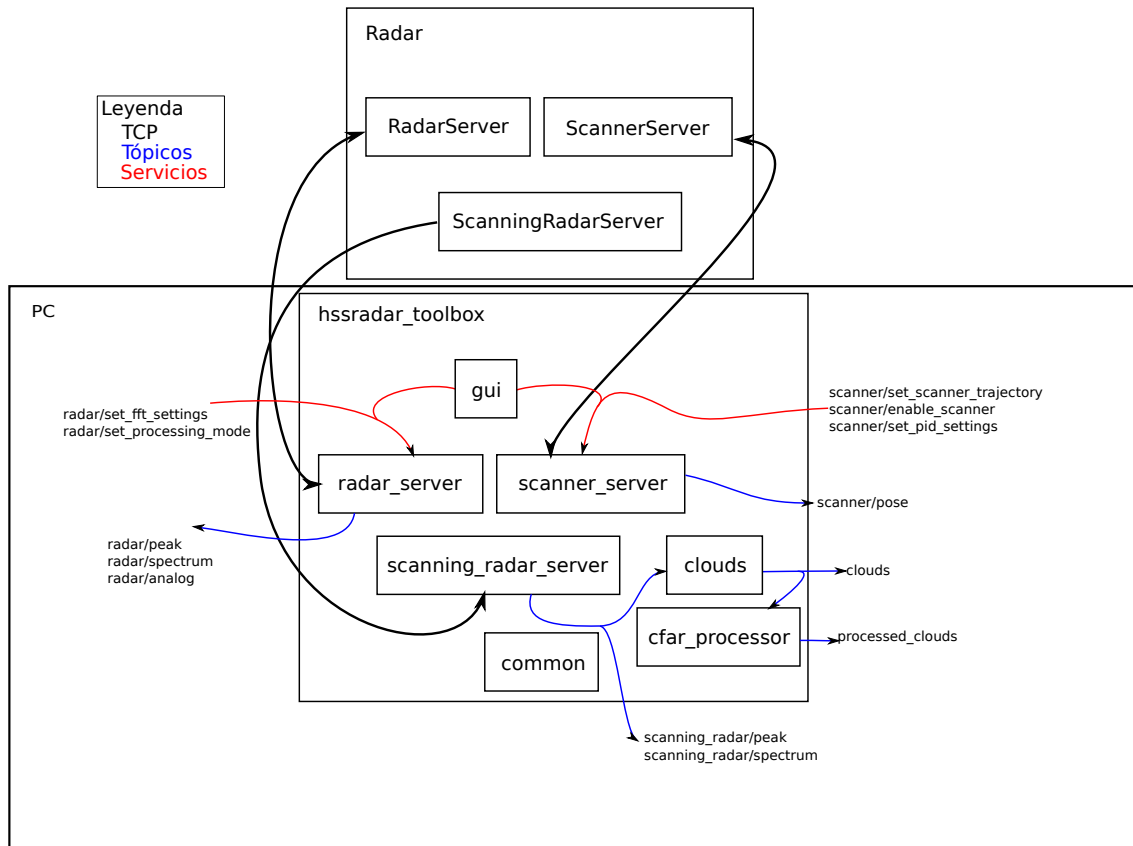 Radar
RadarServer
ScannerServer
ScanningRadarServer
Leyenda
TCP
Tópicos
Servicios
PC
hssradar_toolbox
gui
radar/set_fft_settings
radar/set_processing_mode
scanner/set_scanner_trajectory
scanner/enable_scanner
scanner/set_pid_settings
radar_server
scanner_server
scanner/pose
radar/peak
radar/spectrum
radar/analog
scanning_radar_server
clouds
clouds
cfar_processor
processed_clouds
common
scanning_radar/peak
scanning_radar/spectrum